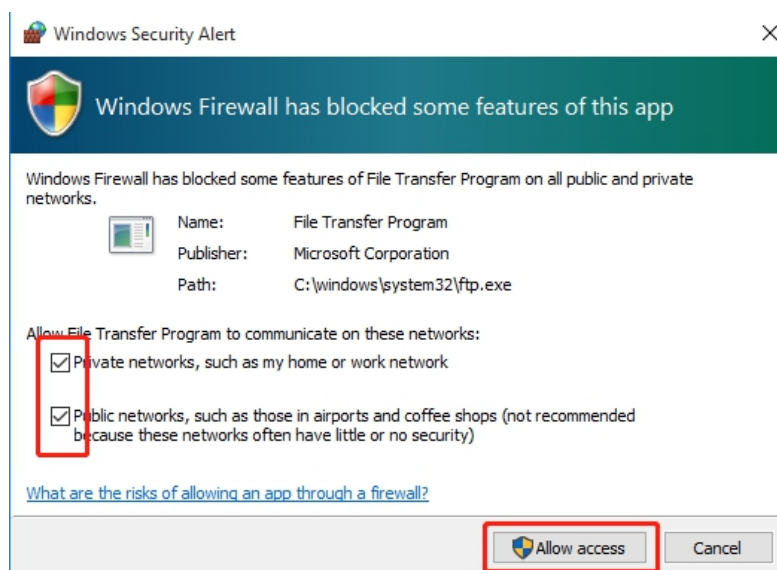 Windows Security Alert
Windows Firewall has blocked some features of this app
Windows Firewall has blocked some features of File Transfer Program on all public and private
networks.
Name: File Transfer Program
Publisher: Microsoft Corporation
Path: C:\windows\system32\ftp.exe
Allow File Transfer Program to communicate on these networks:
Private networks, such as my home or work network
Public networks, such as those in airports and coffee shops (not recommended
because these networks often have little or no security)
What are the risks of allowing an app through a firewall?
Allow access Cancel